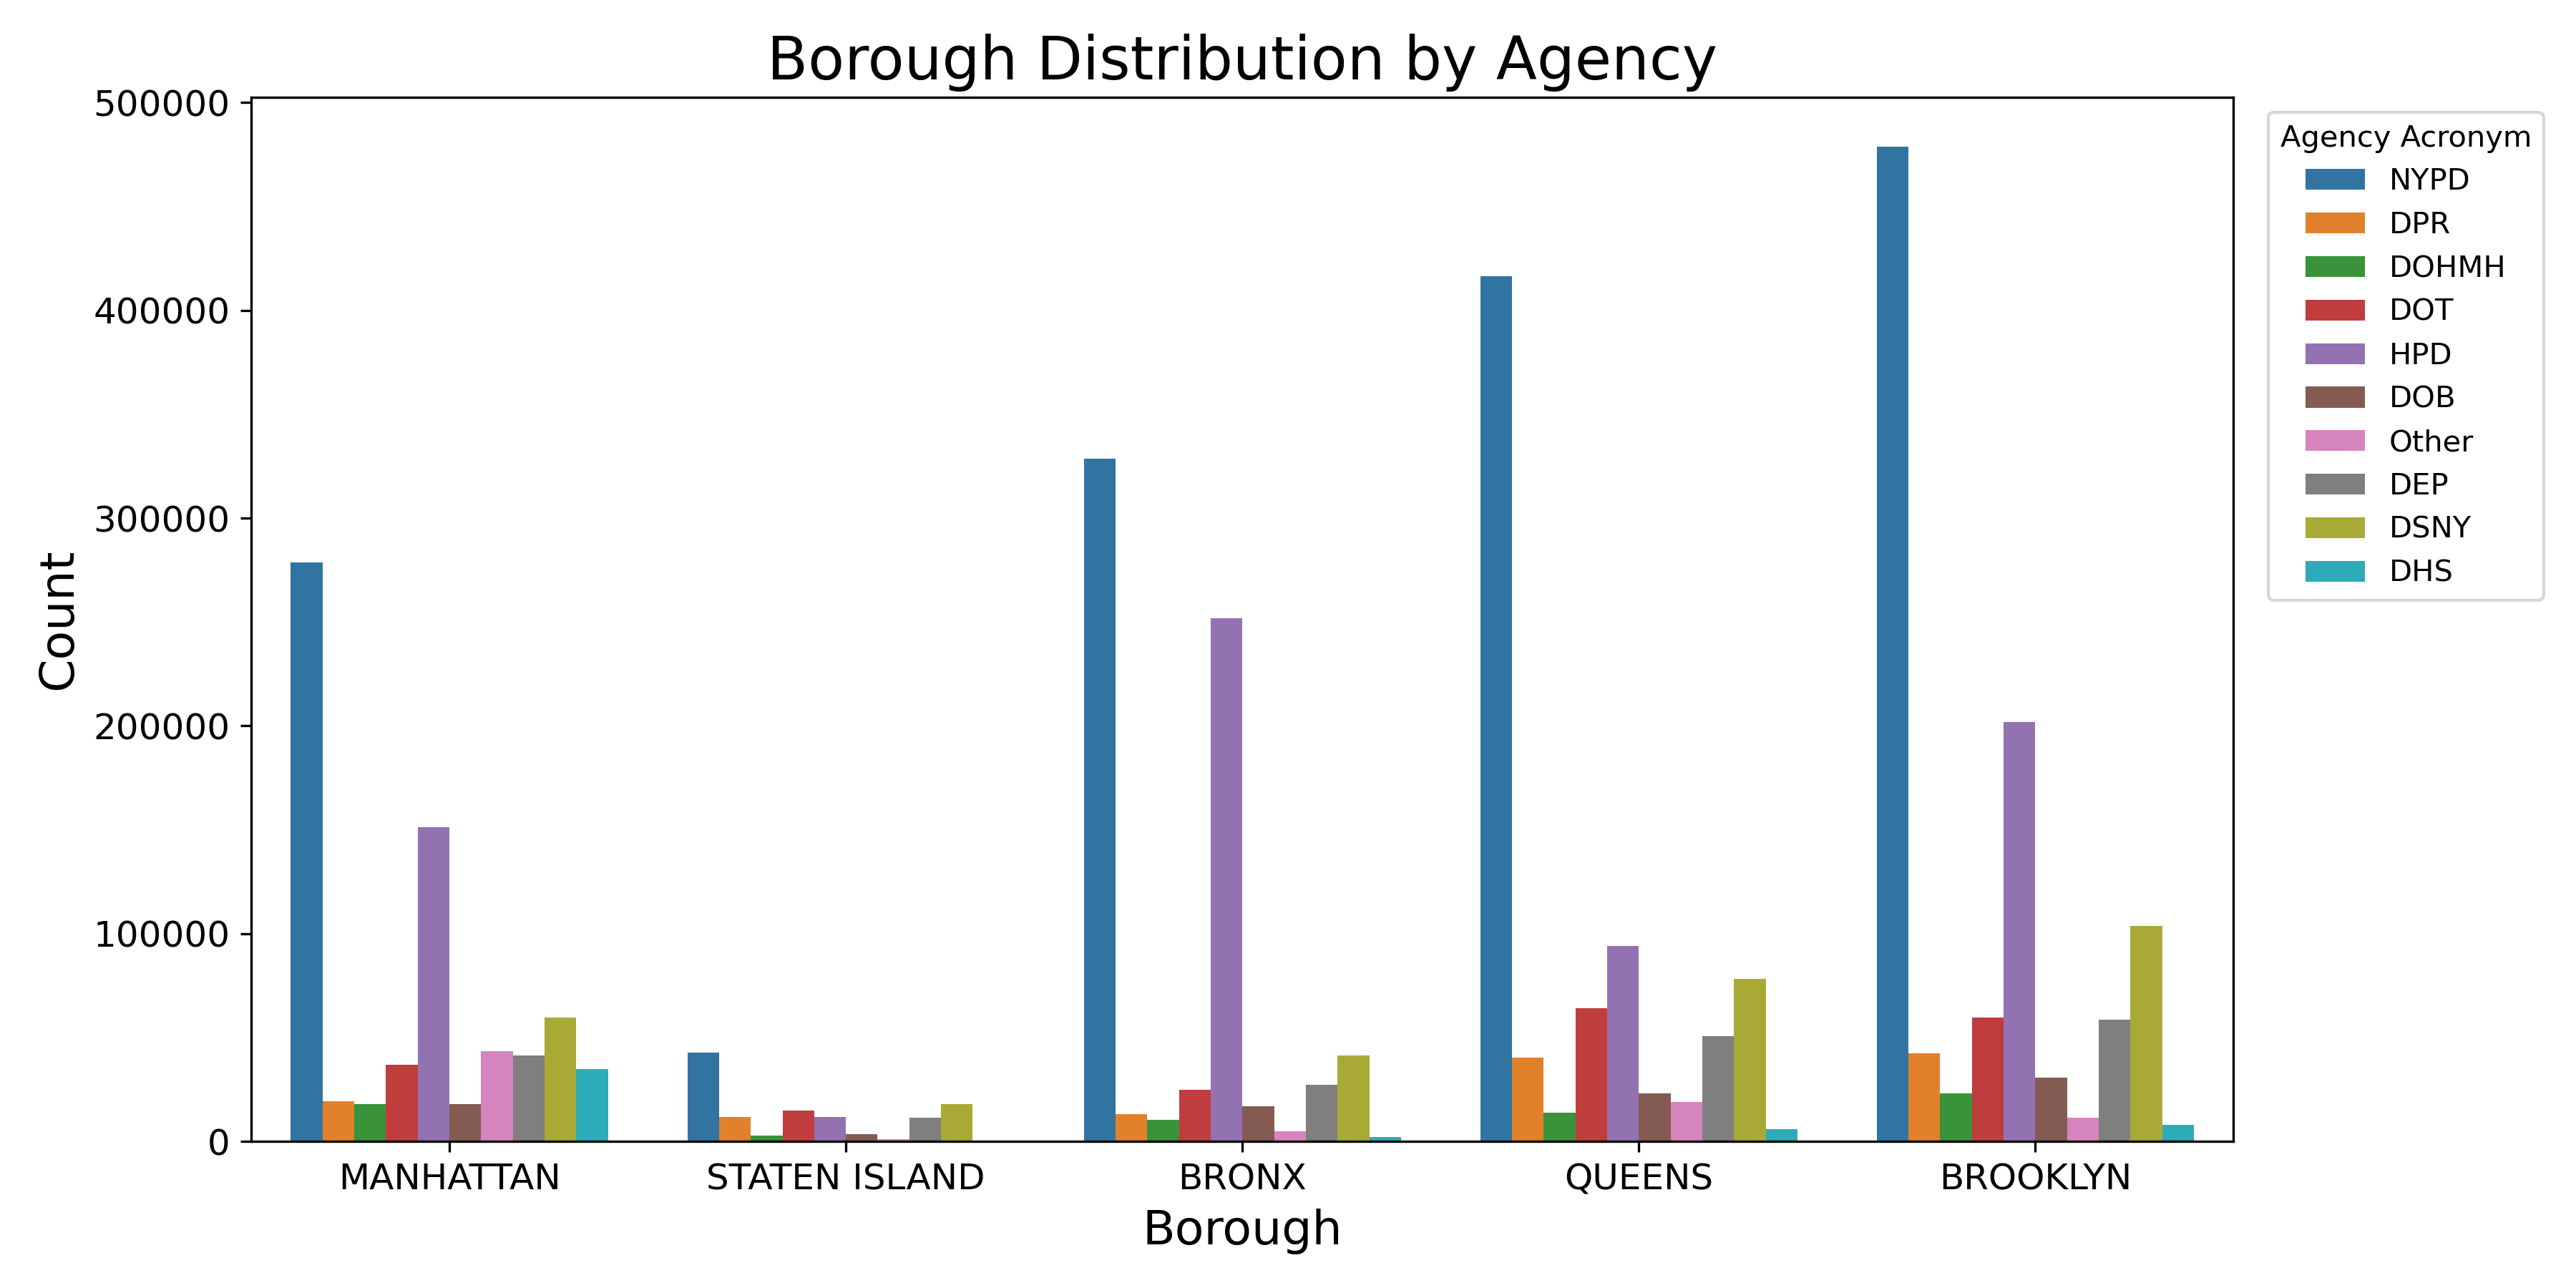 Borough Distribution by Agency
500000
400000
300000
200000
100000
0
Count
MANHATTAN
STATEN ISLAND
BRONX
QUEENS
BROOKLYN
Borough
Agency Acronym
NYPD
DPR
DOHMH
DOT
HPD
DOB
Other
DEP
DSNY
DHS